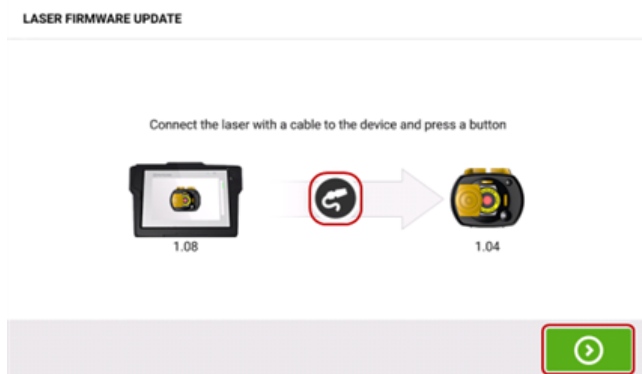 LASER FIRMWARE UPDATE
Connect the laser with a cable to the device and press a button
1.08
1.04